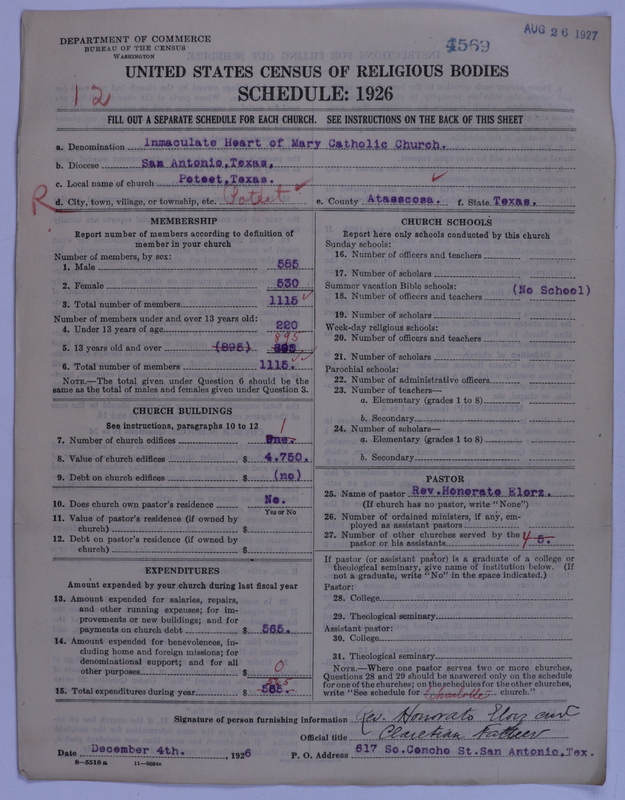 DEPARTMENT OF COMMERCE
BUREAU OF THE CENSUS
WASHINGTON
4569
AUG 26 1927
UNITED STATES CENSUS OF RELIGIOUS BODIES
SCHEDULE: 1926
12
FILL OUT A SEPARATE SCHEDULE FOR EACH CHURCH. SEE INSTRUCTIONS ON THE BACK OF THIS SHEET
a. Denomination Inmaculate Heart of Mary Catholic Church.
b. Diocese San Antonio, Texas,
c. Local name of church Poteet, Texas.
R d. City, town, village, or township, etc. Poteet e. County Atascosa. f. State Texas.
MEMBERSHIP
Report number of members according to definition of
member in your church
Number of members, by sex:
1. Male 585
2. Female 530
3. Total number of members 1115
Number of members under and over 13 years old:
4. Under 13 years of age 220
895
5. 13 years old and over (895)
6. Total number of members 1115.
NOTE.—The total given under Question 6 should be the
same as the total of males and females given under Question 3.
CHURCH BUILDINGS
See instructions, paragraphs 10 to 12
1
7. Number of church edifices One.
8. Value of church edifices $ 4.750.
9. Debt on church edifices $ (no)
10. Does church own pastor's residence? No.
Yes or No
11. Value of pastor's residence (if owned by
church) $
12. Debt on pastor's residence (if owned by
church) $
EXPENDITURES
Amount expended by your church during last fiscal year
13. Amount expended for salaries, repairs,
and other running expenses; for im-
provements or new buildings; and for
payments on church debt $ 565.
14. Amount expended for benevolences, in-
cluding home and foreign missions; for
denominational support; and for all
other purposes $ 0
565
15. Total expenditures during year $ 565.
CHURCH SCHOOLS
Report here only schools conducted by this church
Sunday schools:
16. Number of officers and teachers
17. Number of scholars
Summer vacation Bible schools: (No School)
18. Number of officers and teachers
19. Number of scholars
Week-day religious schools:
20. Number of officers and teachers
21. Number of scholars
Parochial schools:
22. Number of administrative officers
23. Number of teachers—
a. Elementary (grades 1 to 8)
b. Secondary
24. Number of scholars—
a. Elementary (grades 1 to 8)
b. Secondary
PASTOR
25. Name of pastor Rev. Honorato Elorz.
(If church has no pastor, write "None")
26. Number of ordained ministers, if any, em-
ployed as assistant pastors
27. Number of other churches served by the
pastor or his assistants 4 5.
If pastor (or assistant pastor) is a graduate of a college or
theological seminary, give name of institution below. (If
not a graduate, write "No" in the space indicated.)
Pastor:
28. College
29. Theological seminary
Assistant pastor:
30. College
31. Theological seminary
NOTE.—Where one pastor serves two or more churches,
Questions 28 and 29 should be answered only on the schedule
for one of the churches; on the schedules for the other churches,
write "See schedule for Charlotte church."
Signature of person furnishing information Rev. Honorato Elorz
Official title Claretian Father
Date December 4th. , 1926 P. O. Address 617 So. Concho St. San Antonio, Tex.
8—5518 a